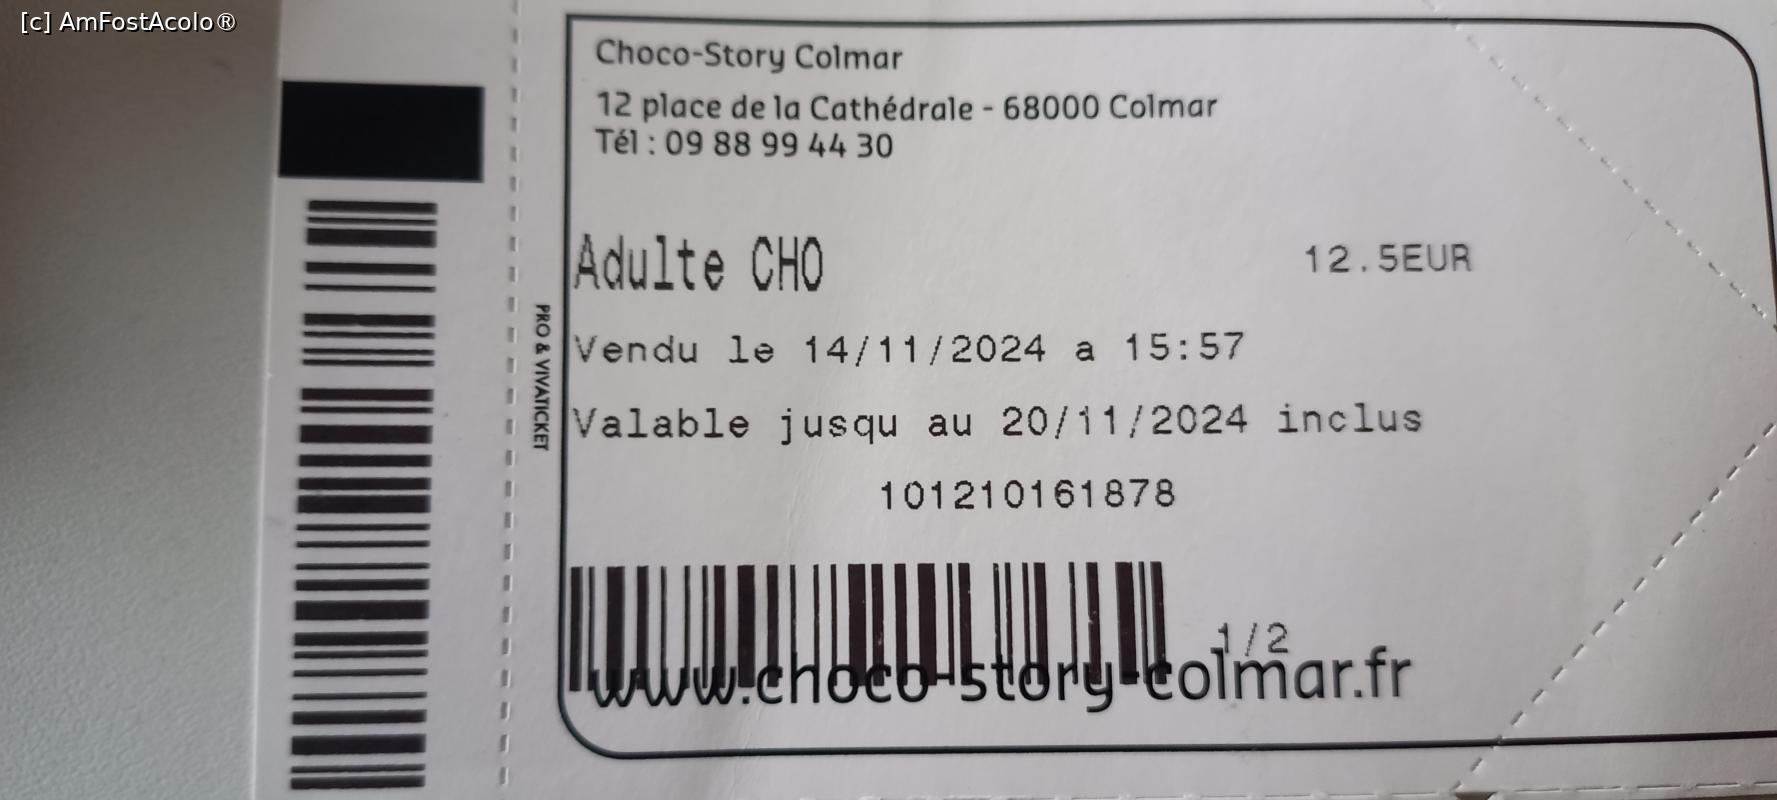 [c] AmFostAcolo®
Choco-Story Colmar
12 place de la Cathédrale - 68000 Colmar
Tél : 09 88 99 44 30
Adulte CHO 12.5EUR
Vendu le 14/11/2024 a 15:57
Valable jusqu au 20/11/2024 inclus
101210161878
1/2
www.choco-story-colmar.fr
PRO & VIVATICKET